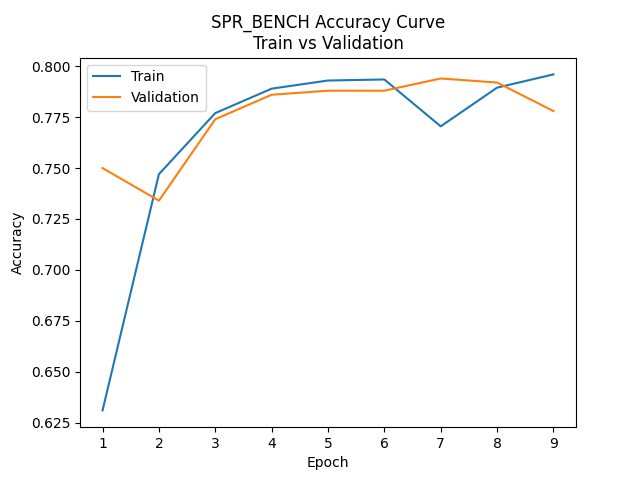 SPR_BENCH Accuracy Curve
Train vs Validation
Train
Validation
0.800
0.775
0.750
0.725
0.700
0.675
0.650
0.625
Accuracy
1 2 3 4 5 6 7 8 9
Epoch